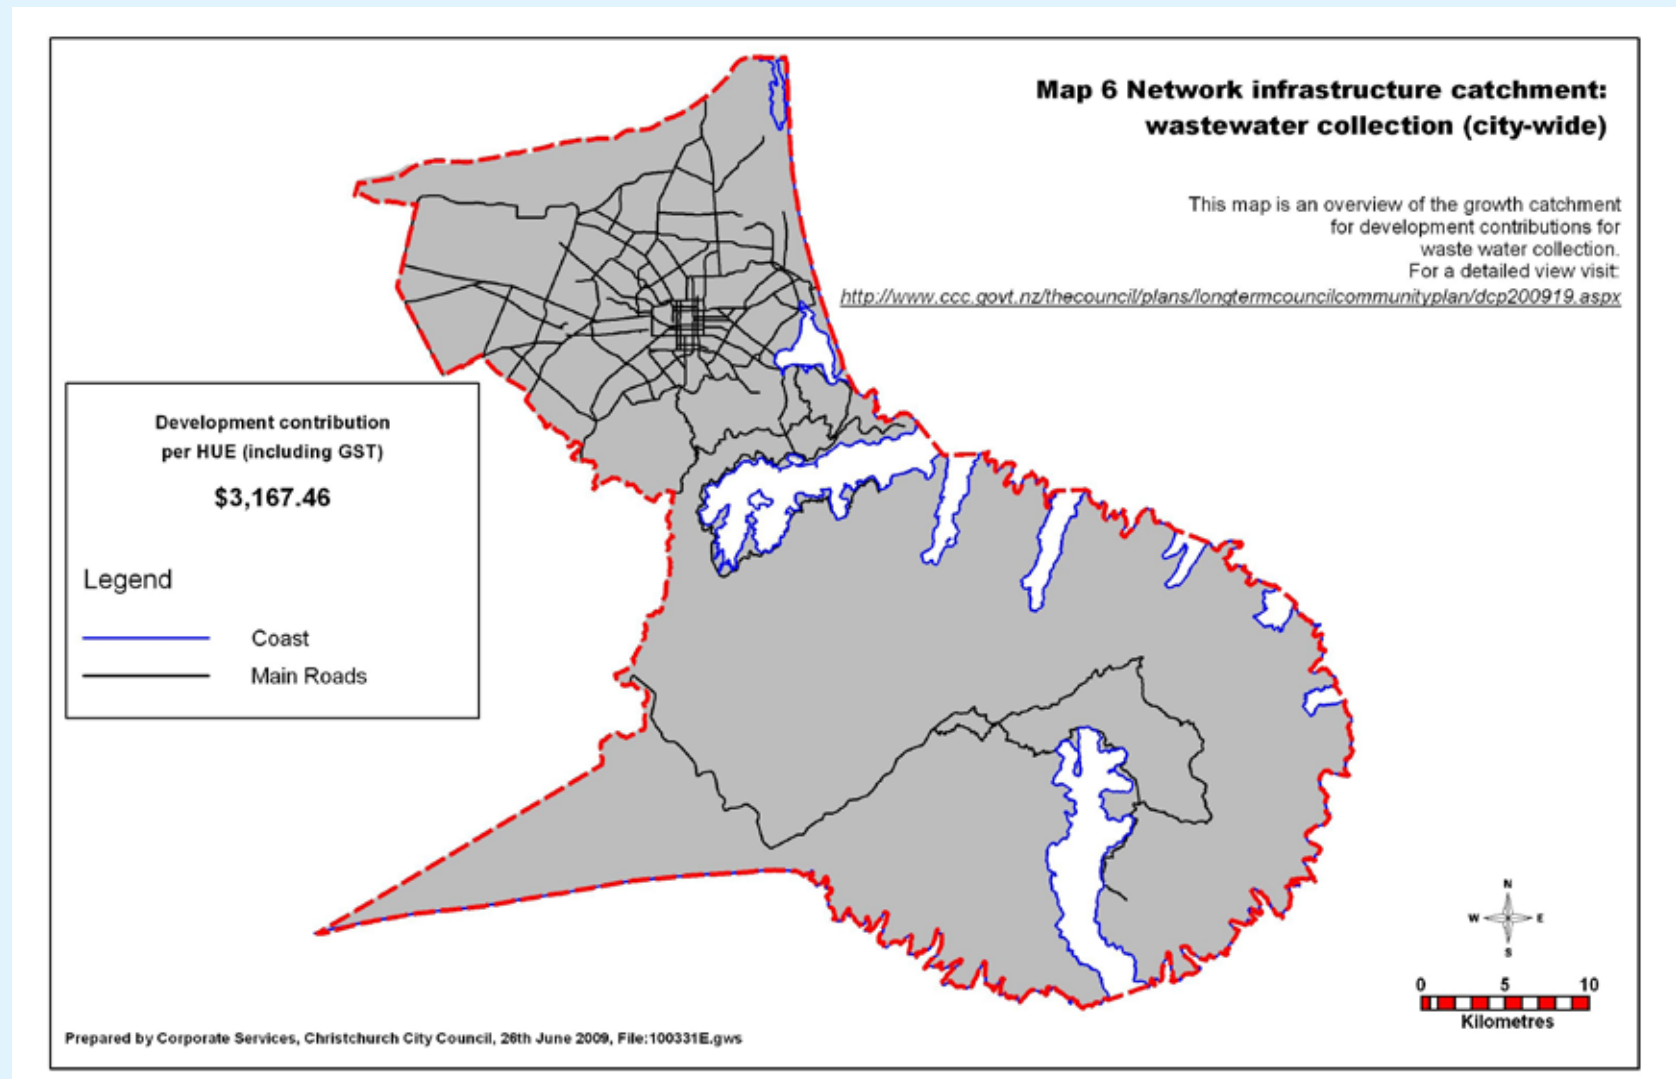 Map 6 Network infrastructure catchment:
wastewater collection (city-wide)
This map is an overview of the growth catchment
for development contributions for
waste water collection.
For a detailed view visit:
http://www.ccc.govt.nz/thecouncil/plans/longtermcouncilcommunityplan/dcp200919.aspx
Development contribution
per HUE (including GST)
$3,167.46
Legend
Coast
Main Roads
N
W E
S
0 5 10
Kilometres
Prepared by Corporate Services, Christchurch City Council, 26th June 2009, File:100331E.gws